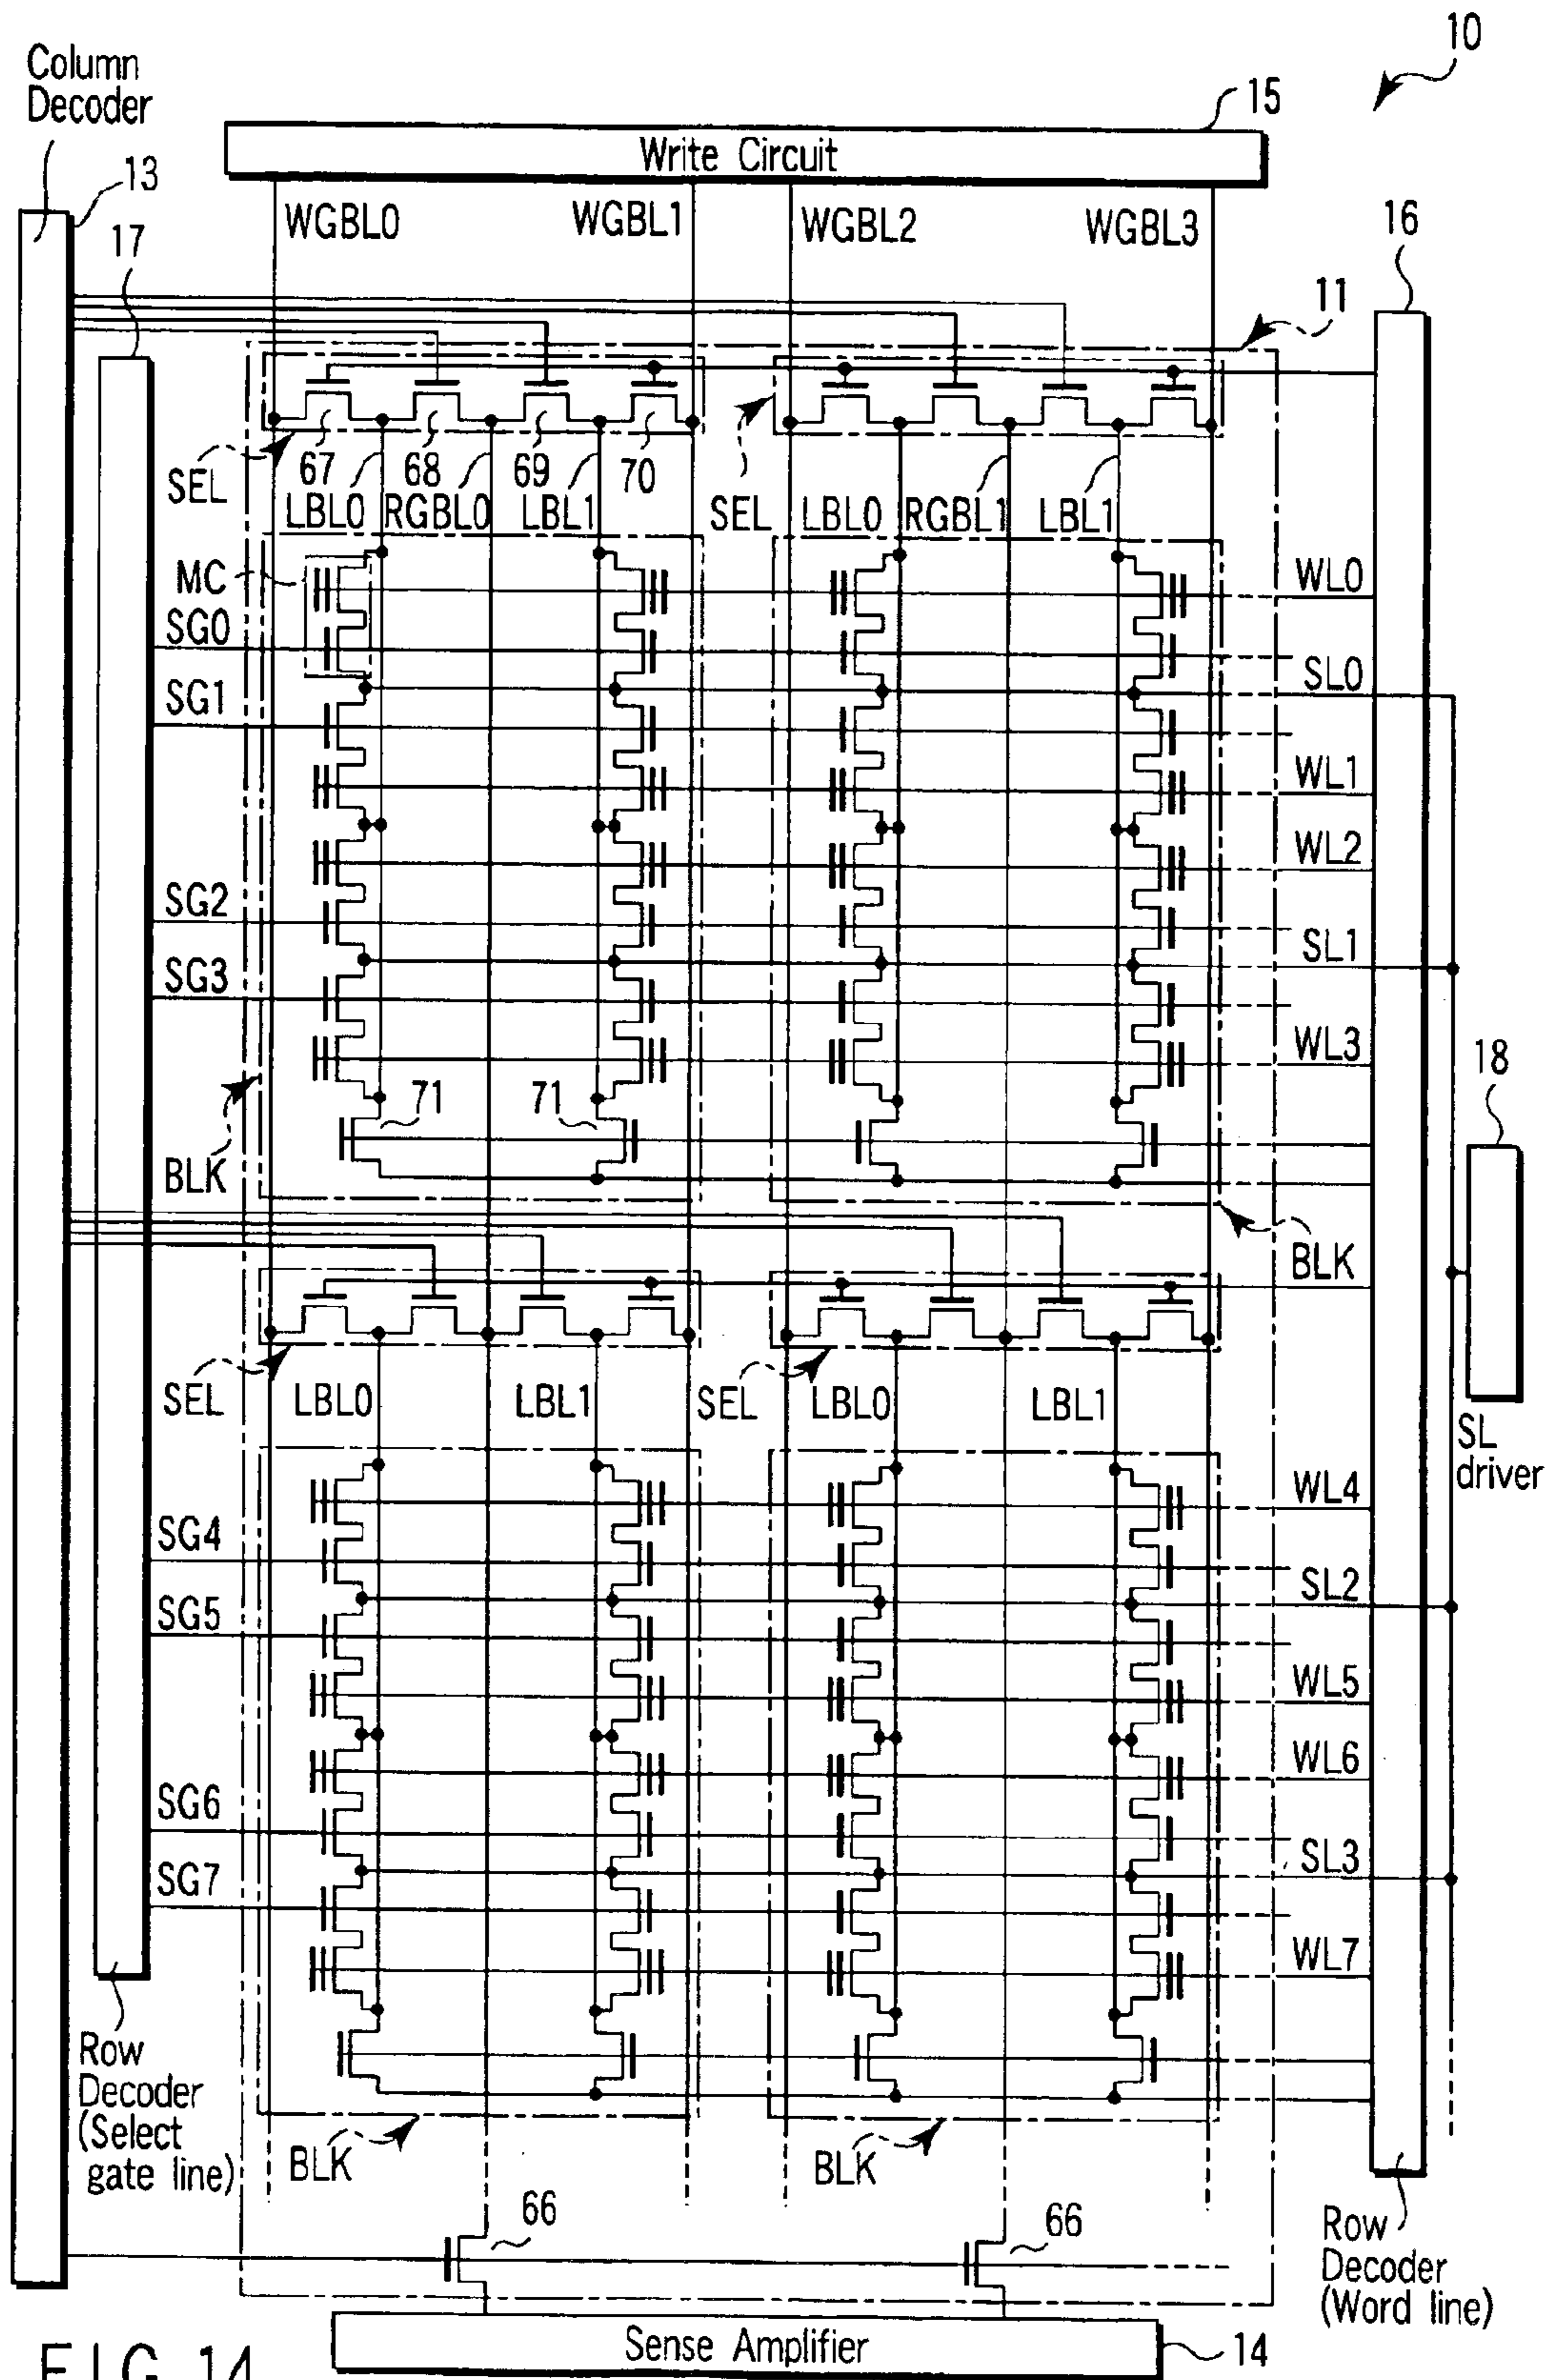 10
Column
Decoder
15
Write Circuit
13
WGBL0
WGBL1
WGBL2
WGBL3
16
17
11
SEL
67
68
69
70
LBL0
RGBL0
LBL1
SEL
LBL0
RGBL1
LBL1
MC
WL0
SG0
SL0
SG1
WL1
WL2
SG2
SL1
SG3
WL3
18
71
71
BLK
BLK
SEL
LBL0
LBL1
SEL
LBL0
LBL1
SL
driver
WL4
SG4
SL2
SG5
WL5
WL6
SG6
SL3
SG7
WL7
Row
Decoder
(Select
gate line)
BLK
BLK
66
66
Row
Decoder
(Word line)
Sense Amplifier
14
FIG. 14